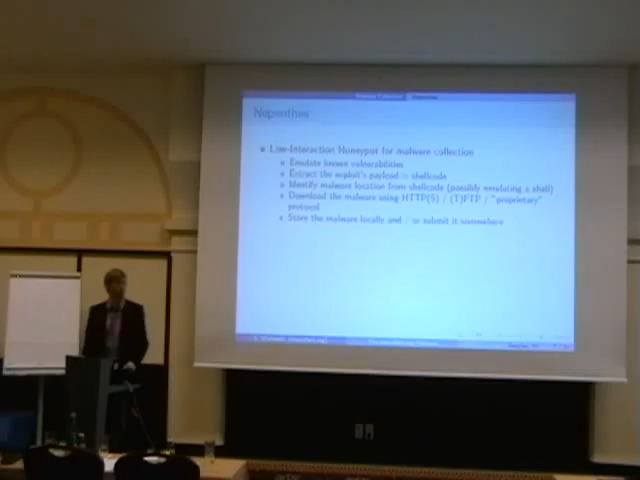 Nepenthes
Low-Interaction Honeypot for malware collection
Emulate known vulnerabilities
Extract the exploit's payload = shellcode
Identify malware location from shellcode (possibly emulating a shell)
Download the malware using HTTP(S) / (T)FTP / "proprietary"
protocol
Store the malware locally and / or submit it somewhere